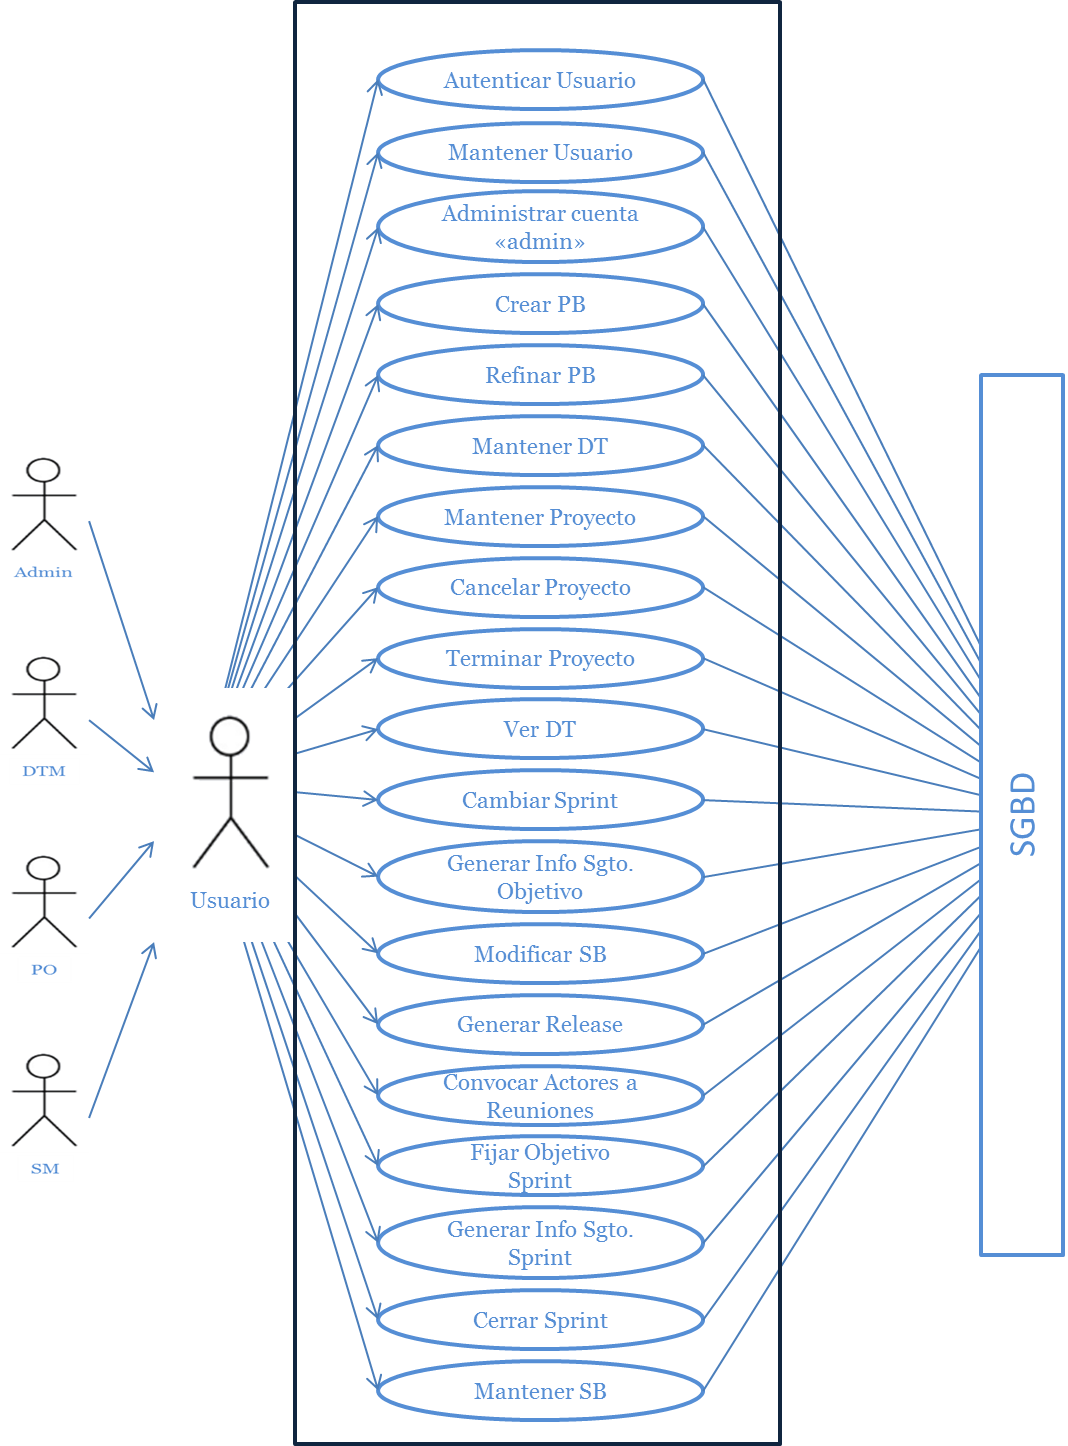 Admin
DTM
PO
SM
Usuario
Autenticar Usuario
Mantener Usuario
Administrar cuenta
«admin»
Crear PB
Refinar PB
Mantener DT
Mantener Proyecto
Cancelar Proyecto
Terminar Proyecto
Ver DT
Cambiar Sprint
Generar Info Sgto.
Objetivo
Modificar SB
Generar Release
Convocar Actores a
Reuniones
Fijar Objetivo
Sprint
Generar Info Sgto.
Sprint
Cerrar Sprint
Mantener SB
SGBD